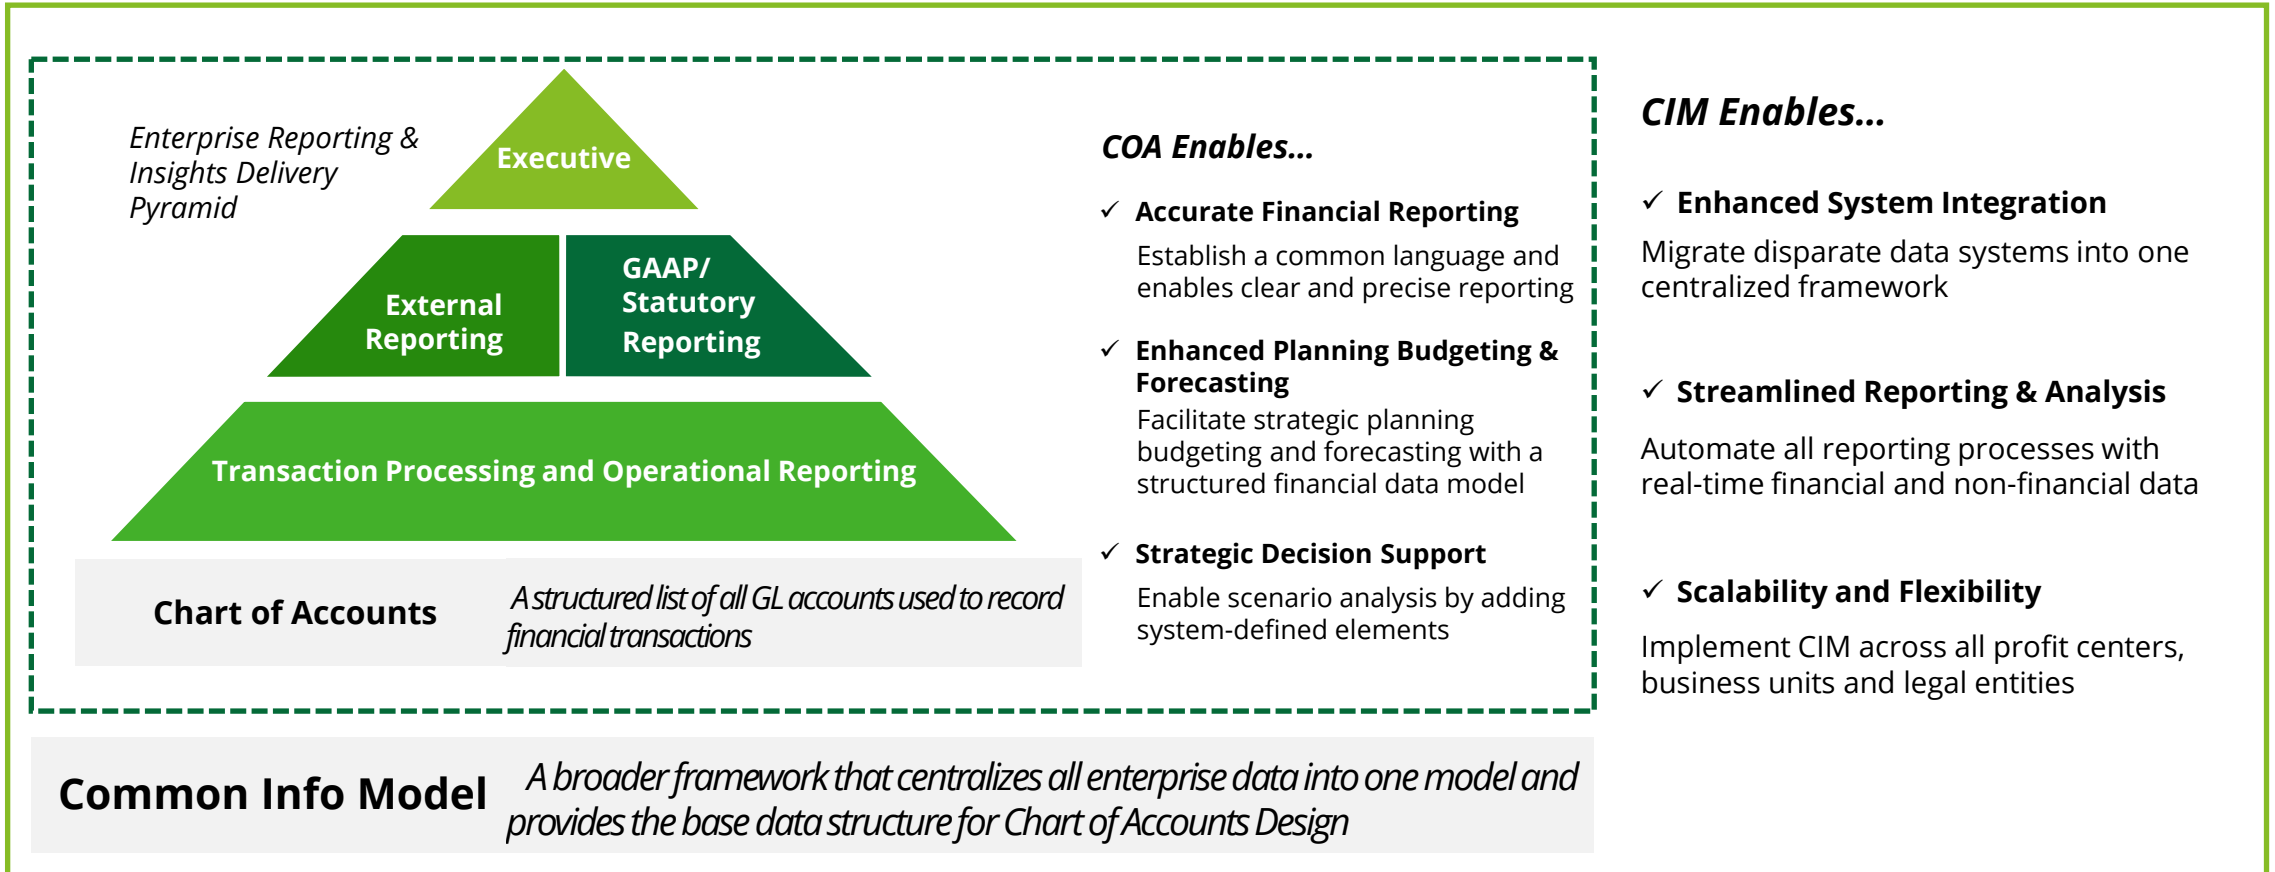 Enterprise Reporting &
Insights Delivery
Pyramid
Executive
External
Reporting
GAAP/
Statutory
Reporting
Transaction Processing and Operational Reporting
Chart of Accounts
A structured list of all GL accounts used to record
financial transactions
COA Enables...
✓ Accurate Financial Reporting
Establish a common language and
enables clear and precise reporting
✓ Enhanced Planning Budgeting &
Forecasting
Facilitate strategic planning
budgeting and forecasting with a
structured financial data model
✓ Strategic Decision Support
Enable scenario analysis by adding
system-defined elements
Common Info Model
A broader framework that centralizes all enterprise data into one model and
provides the base data structure for Chart of Accounts Design
CIM Enables...
✓ Enhanced System Integration
Migrate disparate data systems into one
centralized framework
✓ Streamlined Reporting & Analysis
Automate all reporting processes with
real-time financial and non-financial data
✓ Scalability and Flexibility
Implement CIM across all profit centers,
business units and legal entities